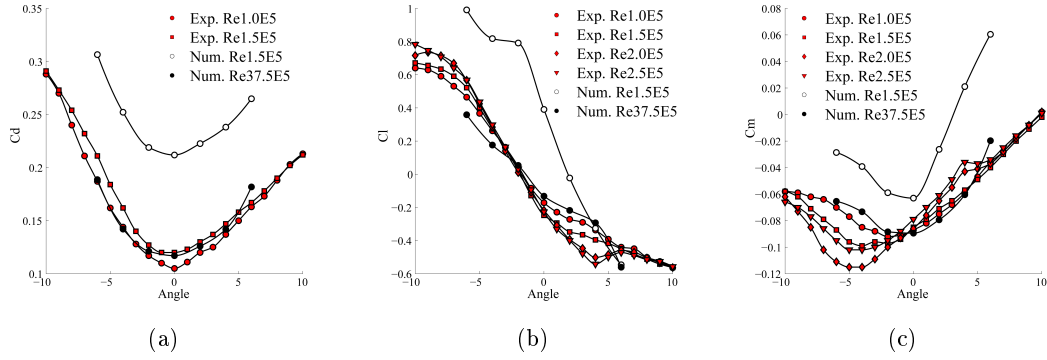 0.35
0.3
0.25
0.2
0.15
0.1
Cd
−10
−5
0
5
10
Angle
Exp. Re1.0E5
Exp. Re1.5E5
Num. Re1.5E5
Num. Re37.5E5
(a)
1
0.8
0.6
0.4
0.2
0
−0.2
−0.4
−0.6
Cl
−10
−5
0
5
10
Angle
Exp. Re1.0E5
Exp. Re1.5E5
Exp. Re2.0E5
Exp. Re2.5E5
Num. Re1.5E5
Num. Re37.5E5
(b)
0.08
0.06
0.04
0.02
0
−0.02
−0.04
−0.06
−0.08
−0.1
−0.12
Cm
−10
−5
0
5
10
Angle
Exp. Re1.0E5
Exp. Re1.5E5
Exp. Re2.0E5
Exp. Re2.5E5
Num. Re1.5E5
Num. Re37.5E5
(c)